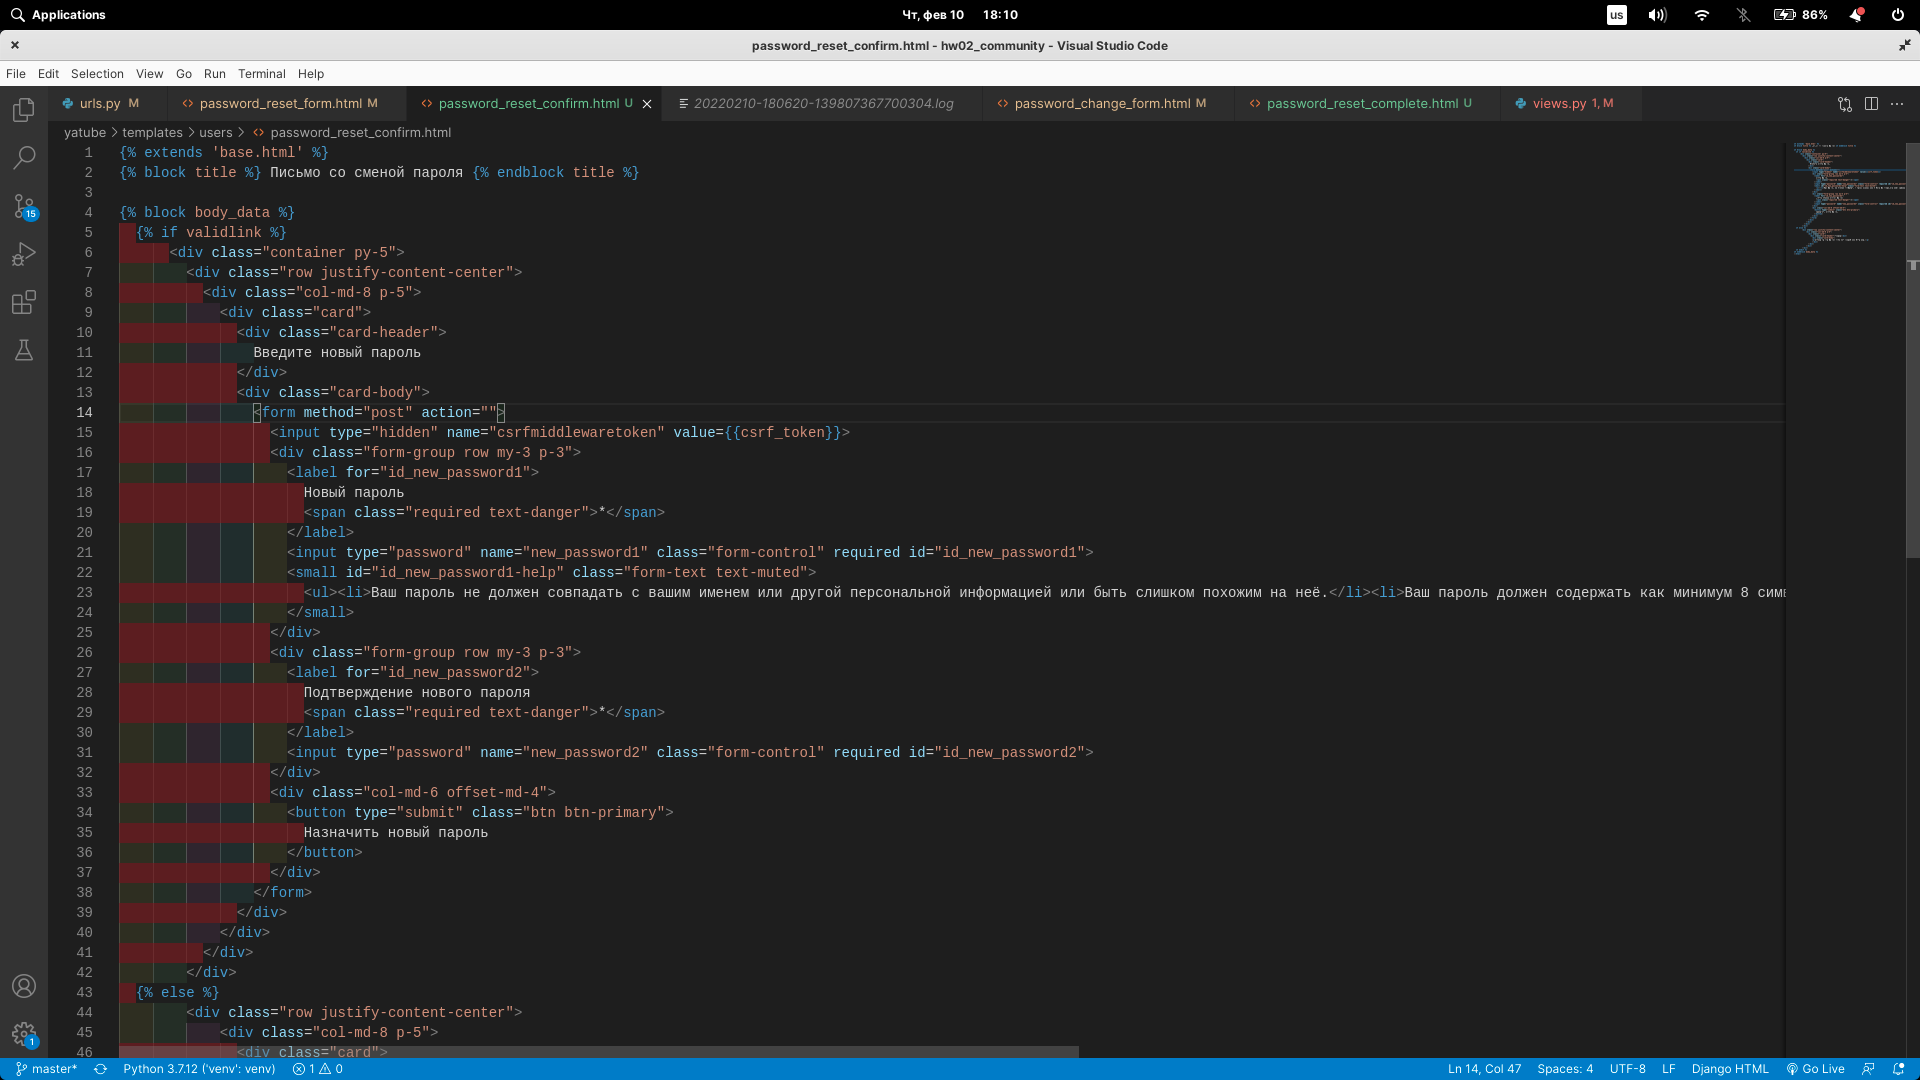 Applications
Чт, фев 10 18:10
us 86%
password_reset_confirm.html - hw02_community - Visual Studio Code
File Edit Selection View Go Run Terminal Help
urls.py M password_reset_form.html M password_reset_confirm.html U 20220210-180620-139807367700304.log password_change_form.html M password_reset_complete.html U views.py 1, M
yatube > templates > users > password_reset_confirm.html
1 {% extends 'base.html' %}
2 {% block title %} Письмо со сменой пароля {% endblock title %}
3
4 {% block body_data %}
5 {% if validlink %}
6 <div class="container py-5">
7 <div class="row justify-content-center">
8 <div class="col-md-8 p-5">
9 <div class="card">
10 <div class="card-header">
11 Введите новый пароль
12 </div>
13 <div class="card-body">
14 <form method="post" action="">
15 <input type="hidden" name="csrfmiddlewaretoken" value={{csrf_token}}>
16 <div class="form-group row my-3 p-3">
17 <label for="id_new_password1">
18 Новый пароль
19 <span class="required text-danger">*</span>
20 </label>
21 <input type="password" name="new_password1" class="form-control" required id="id_new_password1">
22 <small id="id_new_password1-help" class="form-text text-muted">
23 <ul><li>Ваш пароль не должен совпадать с вашим именем или другой персональной информацией или быть слишком похожим на неё.</li><li>Ваш пароль должен содержать как минимум 8
24 </small>
25 </div>
26 <div class="form-group row my-3 p-3">
27 <label for="id_new_password2">
28 Подтверждение нового пароля
29 <span class="required text-danger">*</span>
30 </label>
31 <input type="password" name="new_password2" class="form-control" required id="id_new_password2">
32 </div>
33 <div class="col-md-6 offset-md-4">
34 <button type="submit" class="btn btn-primary">
35 Назначить новый пароль
36 </button>
37 </div>
38 </form>
39 </div>
40 </div>
41 </div>
42 </div>
43 {% else %}
44 <div class="row justify-content-center">
45 <div class="col-md-8 p-5">
46 <div class="card">
15
1
master* Python 3.7.12 ('venv': venv) 1 0 Ln 14, Col 47 Spaces: 4 UTF-8 LF Django HTML Go Live